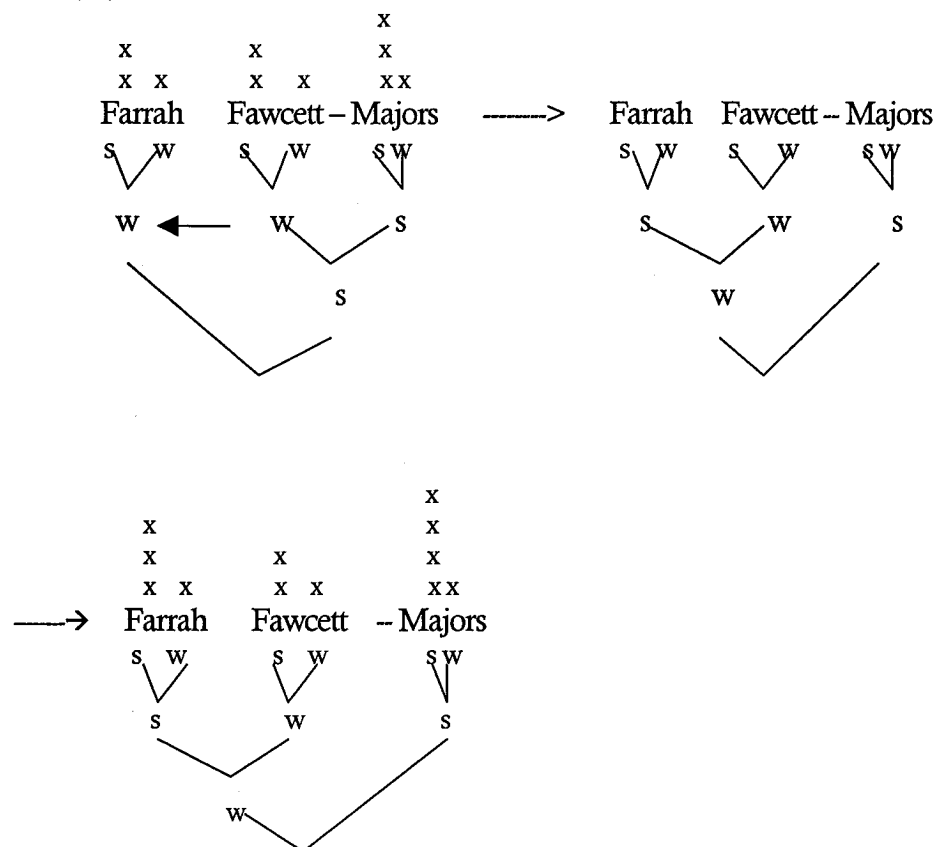 x
x x x
x x x x x x
Farrah Fawcett – Majors ------> Farrah Fawcett -- Majors
s w s w s w s w s w s w
w w s s w s
s w
x
x x
x x x
x x x x x x
-----→ Farrah Fawcett -- Majors
s w s w s w
s w s
w